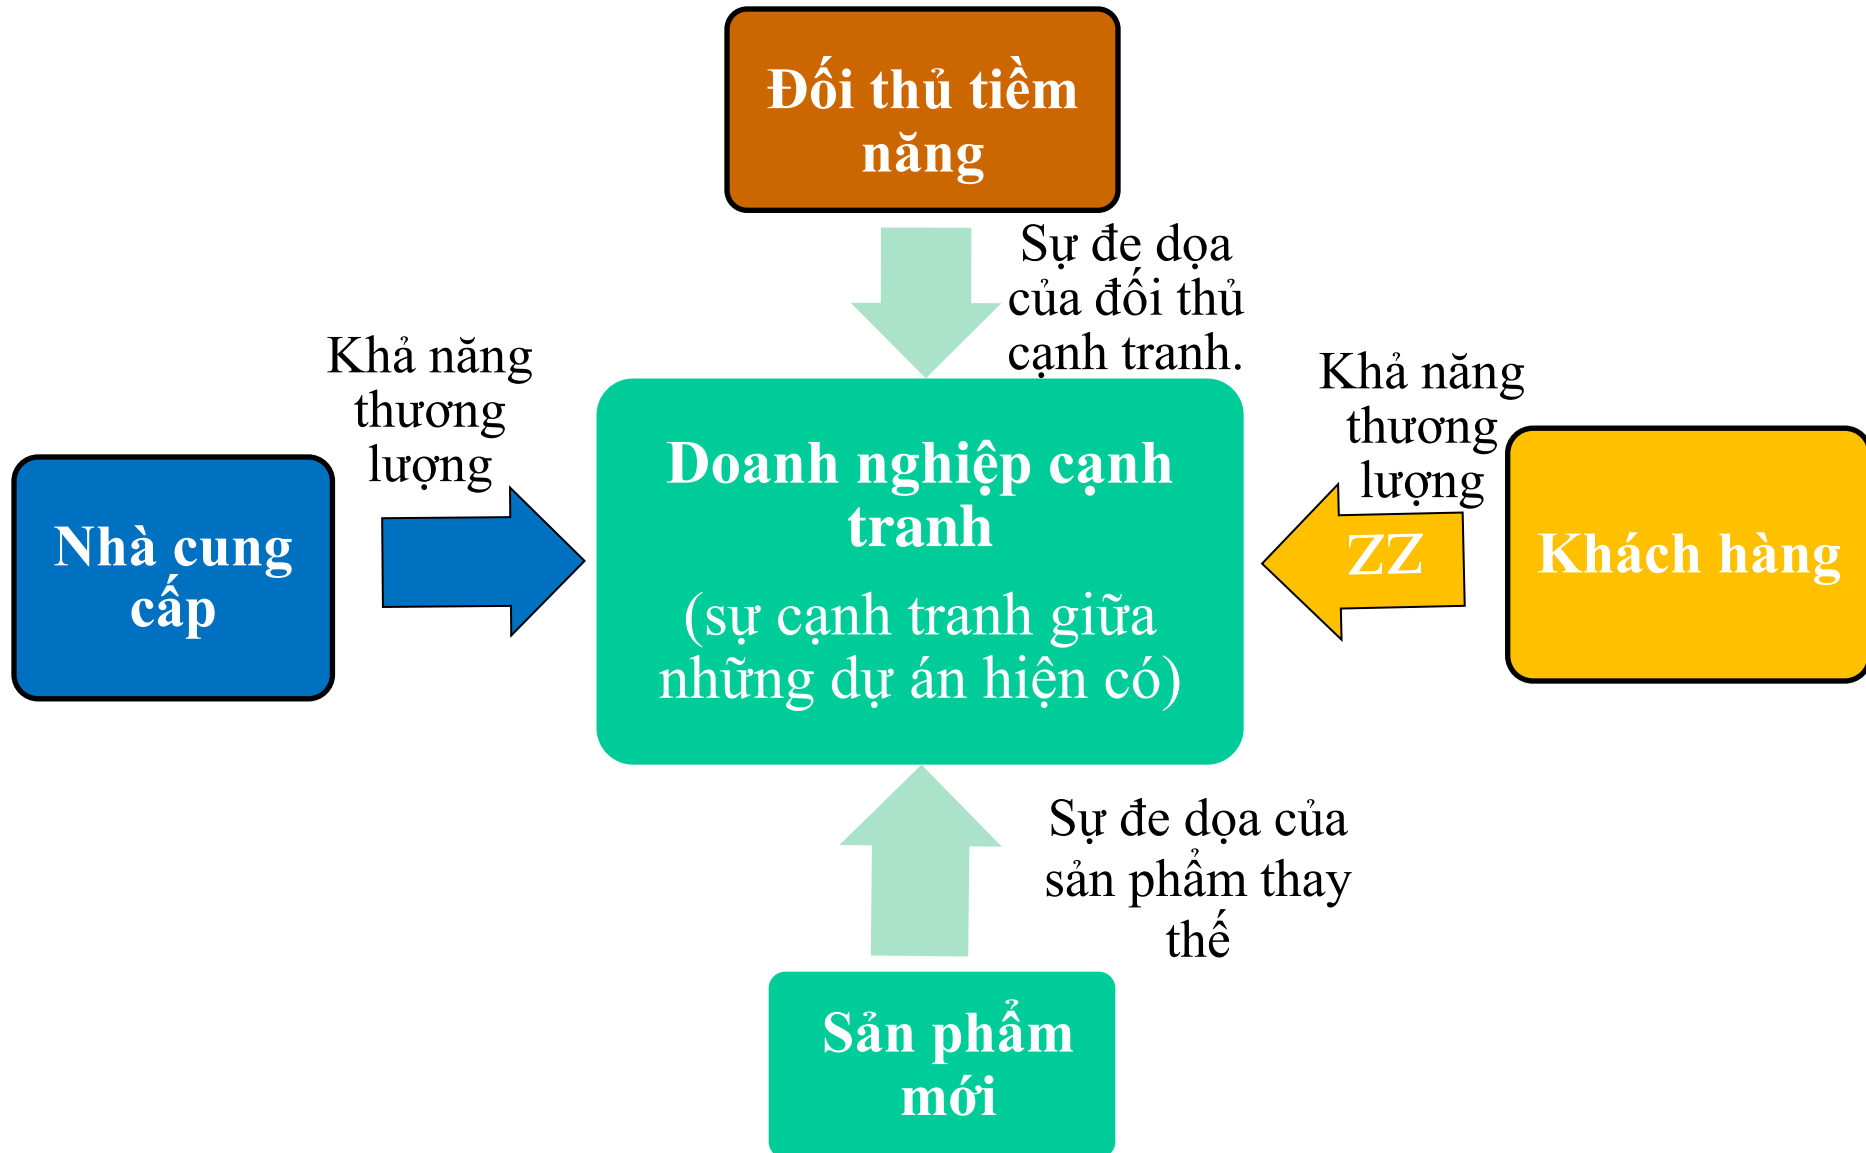 Đối thủ tiềm
năng
Sự đe dọa
của đối thủ
cạnh tranh.
Khả năng
thương
lượng
Khả năng
thương
lượng
Nhà cung
cấp
Doanh nghiệp cạnh
tranh
(sự cạnh tranh giữa
những dự án hiện có)
ZZ
Khách hàng
Sự đe dọa của
sản phẩm thay
thế
Sản phẩm
mới